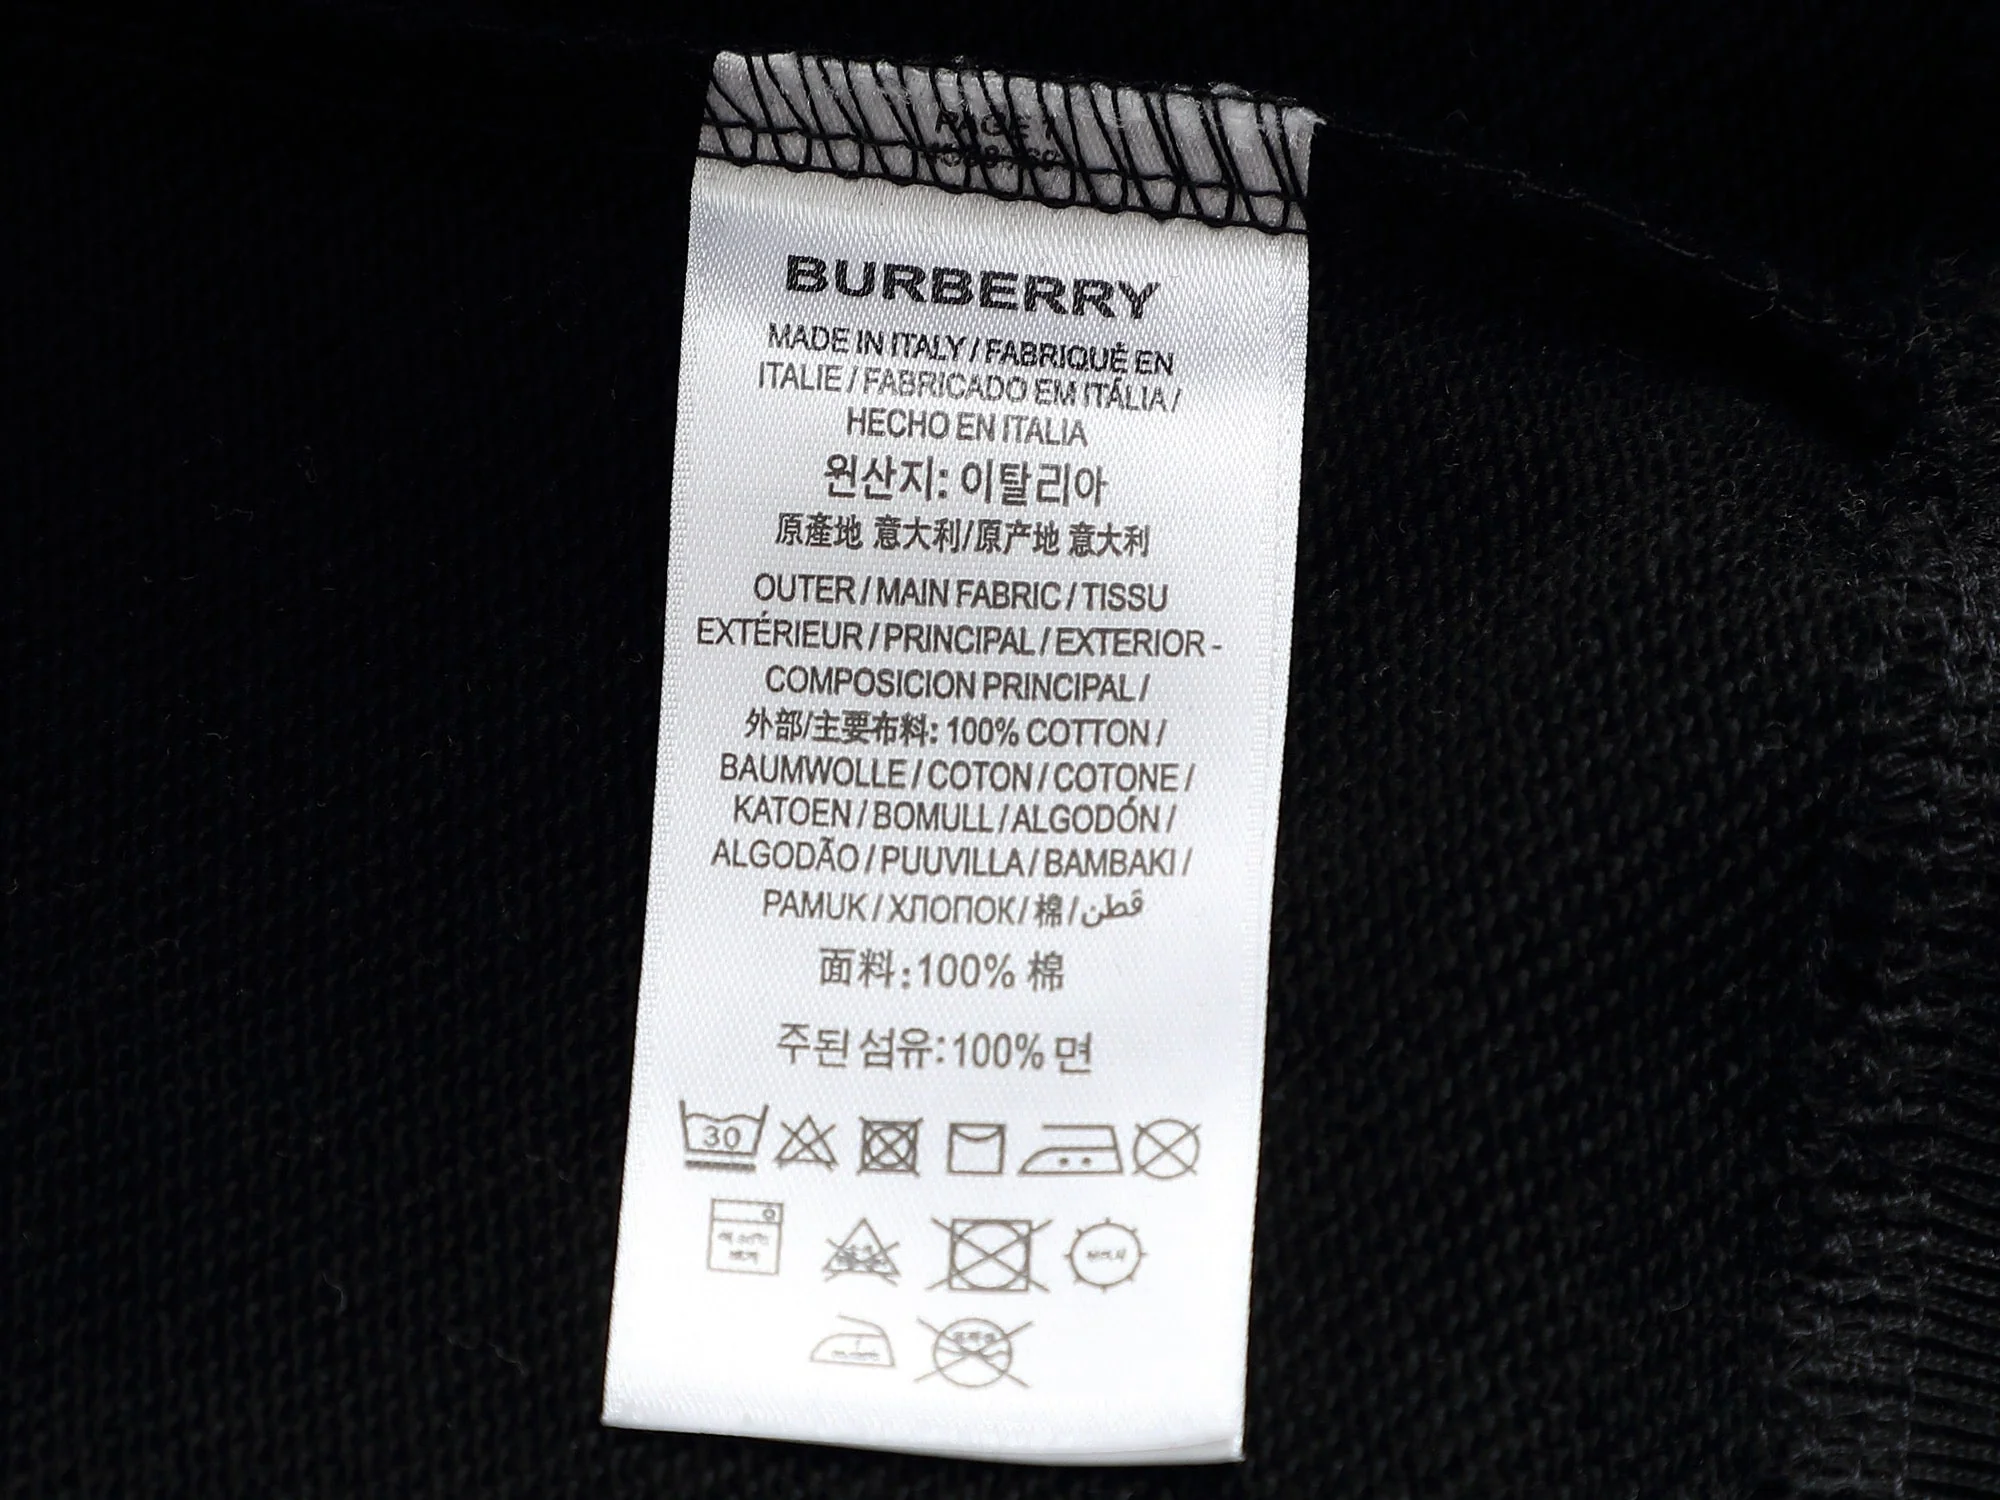 PAGE 1
BURBERRY
MADE IN ITALY / FABRIQUÉ EN
ITALIE / FABRICADO EM ITÁLIA /
HECHO EN ITALIA
원산지: 이탈리아
原產地 意大利/原产地 意大利
OUTER / MAIN FABRIC / TISSU
EXTÉRIEUR / PRINCIPAL / EXTERIOR -
COMPOSICION PRINCIPAL /
外部/主要布料: 100% COTTON /
BAUMWOLLE / COTON / COTONE /
KATOEN / BOMULL / ALGODÓN /
ALGODÃO / PUUVILLA / BAMBAKI /
PAMUK / ХЛОПОК / 棉 / قطن
面料:100% 棉
주된 섬유:100% 면
30